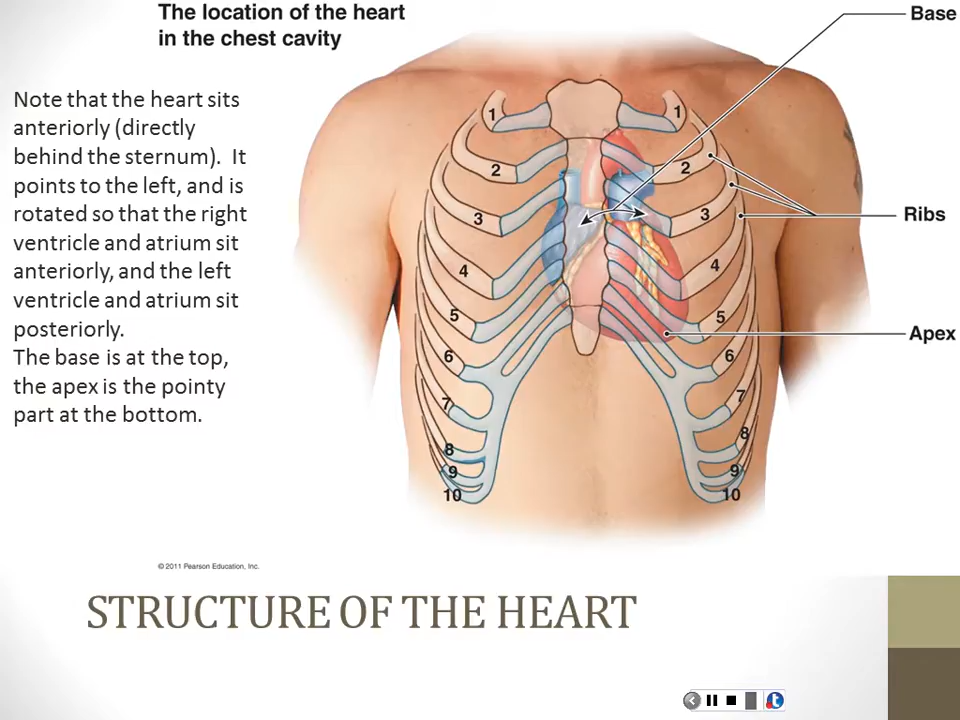 The location of the heart
in the chest cavity
Note that the heart sits
anteriorly (directly
behind the sternum).  It
points to the left, and is
rotated so that the right
ventricle and atrium sit
anteriorly, and the left
ventricle and atrium sit
posteriorly.
The base is at the top,
the apex is the pointy
part at the bottom.
Base
Ribs
Apex
1 1
2 2
3 3
4 4
5 5
6 6
7 7
8 8
9 9
10 10
© 2011 Pearson Education, Inc.
STRUCTURE OF THE HEART
t